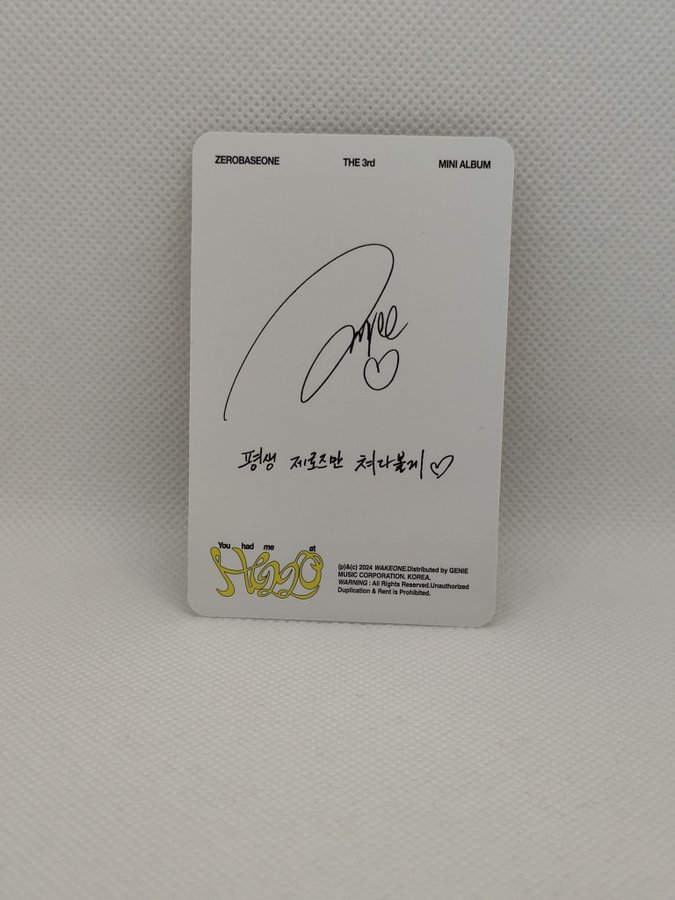 ZEROBASEONE THE 3rd MINI ALBUM
평생 제로즈만 쳐다볼게
You had me at
HELLO
(p)&(c) 2024 WAKEONE.Distributed by GENIE
MUSIC CORPORATION. KOREA.
WARNING : All Rights Reserved.Unauthorized
Duplication & Rent is Prohibited.